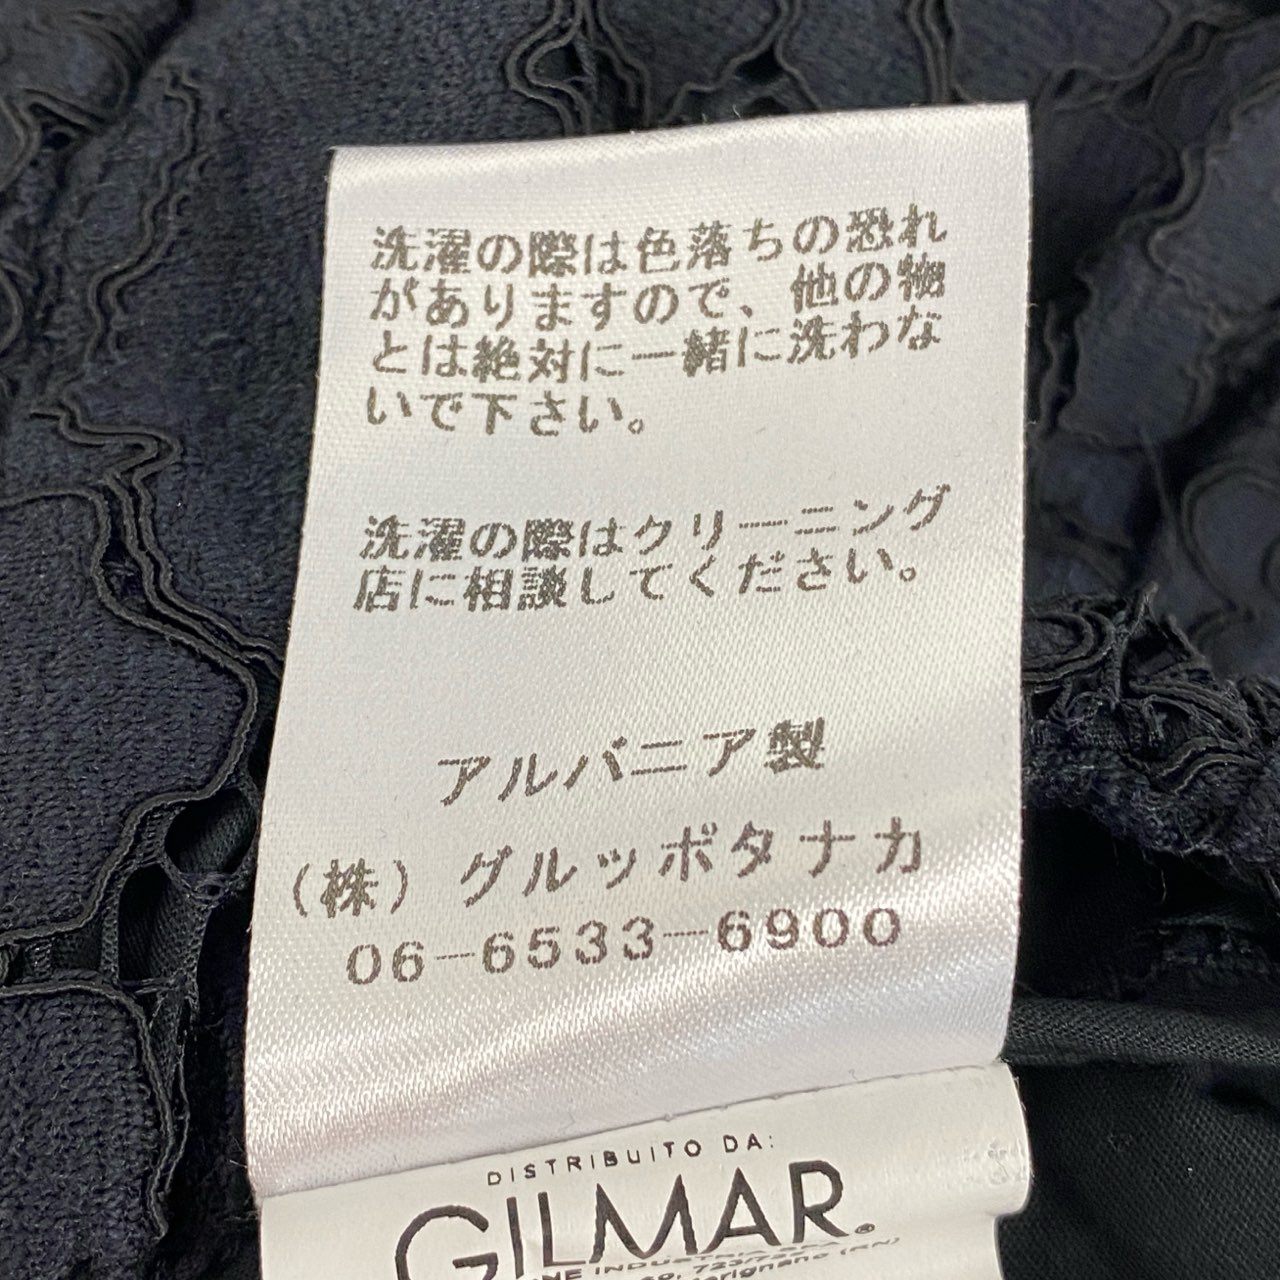 洗濯の際は色落ちの恐れ
がありますので、他の物
とは絶対に一緒に洗わな
いで下さい。
洗濯の際はクリーニング
店に相談してください。
アルバニア製
(株)グルッポタナカ
06-6533-6900
DISTRIBUITO DA:
GILMAR®